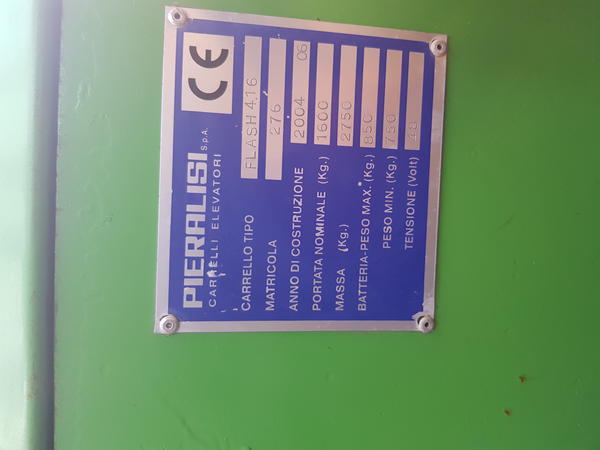 PIERALISI S.p.A.
CARRELLI ELEVATORI
CE
CARRELLO TIPO FLASH 4.16
MATRICOLA 276
ANNO DI COSTRUZIONE 2004 06
PORTATA NOMINALE (Kg.) 1600
MASSA (Kg.) 2750
BATTERIA-PESO MAX. (Kg.) 850
PESO MIN. (Kg.) 750
TENSIONE (Volt) 48